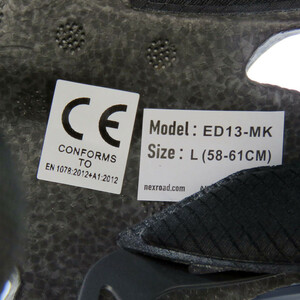 CE
CONFORMS
TO
EN 1078:2012+A1:2012
Model: ED13-MK
Size: L (58-61CM)
nexroad.com